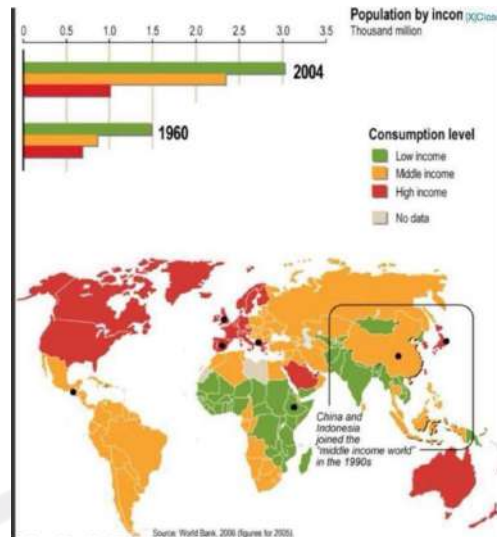 Population by incom [X]Close
Thousand million
0 0.5 1.0 1.5 2.0 2.5 3.0 3.5
2004
1960
Consumption level
Low income
Middle income
High income
No data
China and
Indonesia
joined the
"middle income world"
in the 1990s
Source: World Bank, 2006 (figures for 2005).